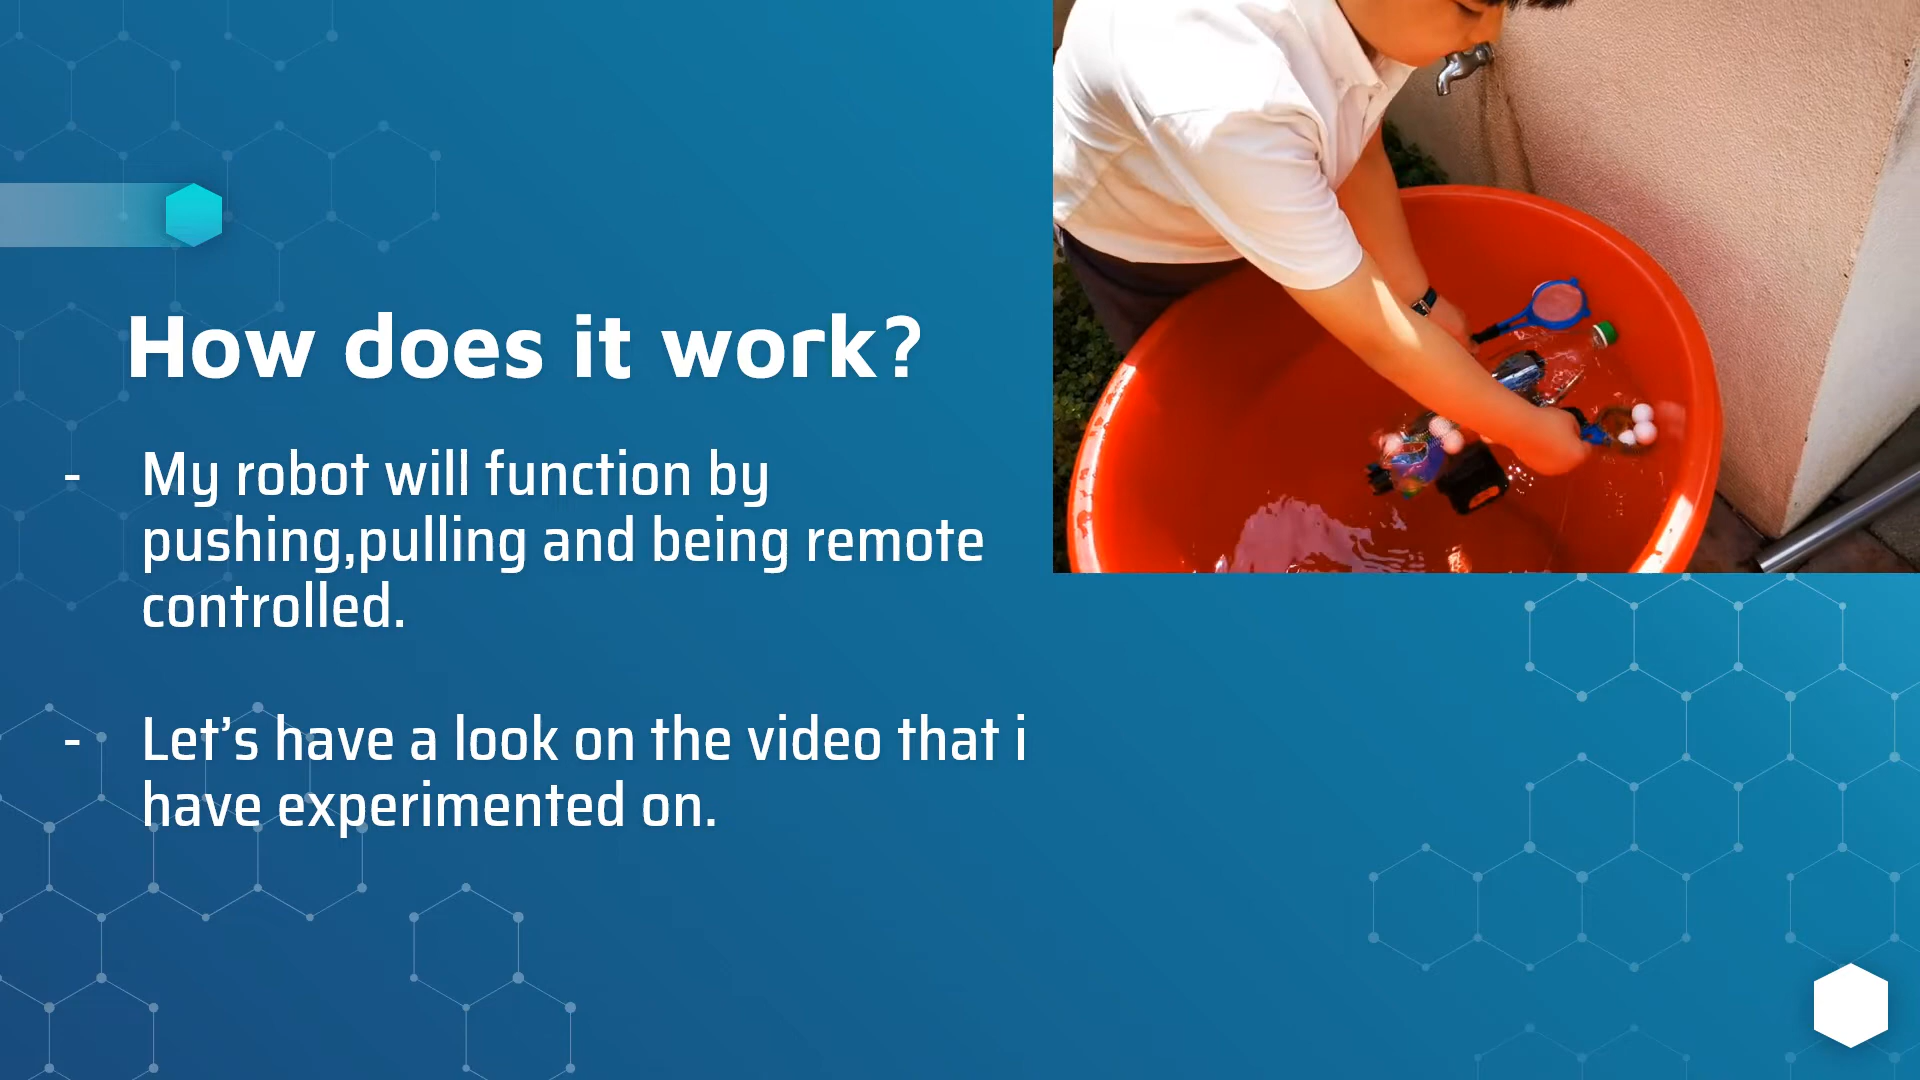 How does it work?
- My robot will function by
pushing,pulling and being remote
controlled.
- Let’s have a look on the video that i
have experimented on.